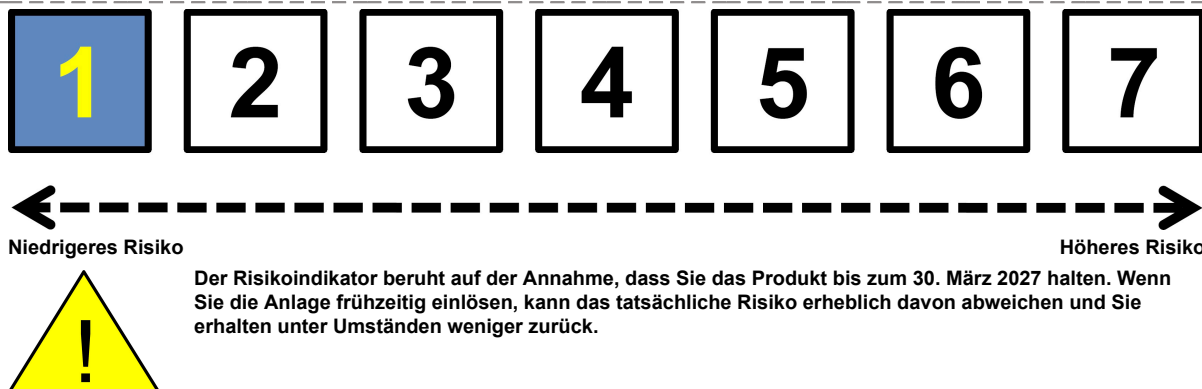 1 2 3 4 5 6 7
Niedrigeres Risiko Höheres Risiko
Der Risikoindikator beruht auf der Annahme, dass Sie das Produkt bis zum 30. März 2027 halten. Wenn
Sie die Anlage frühzeitig einlösen, kann das tatsächliche Risiko erheblich davon abweichen und Sie
erhalten unter Umständen weniger zurück.
!